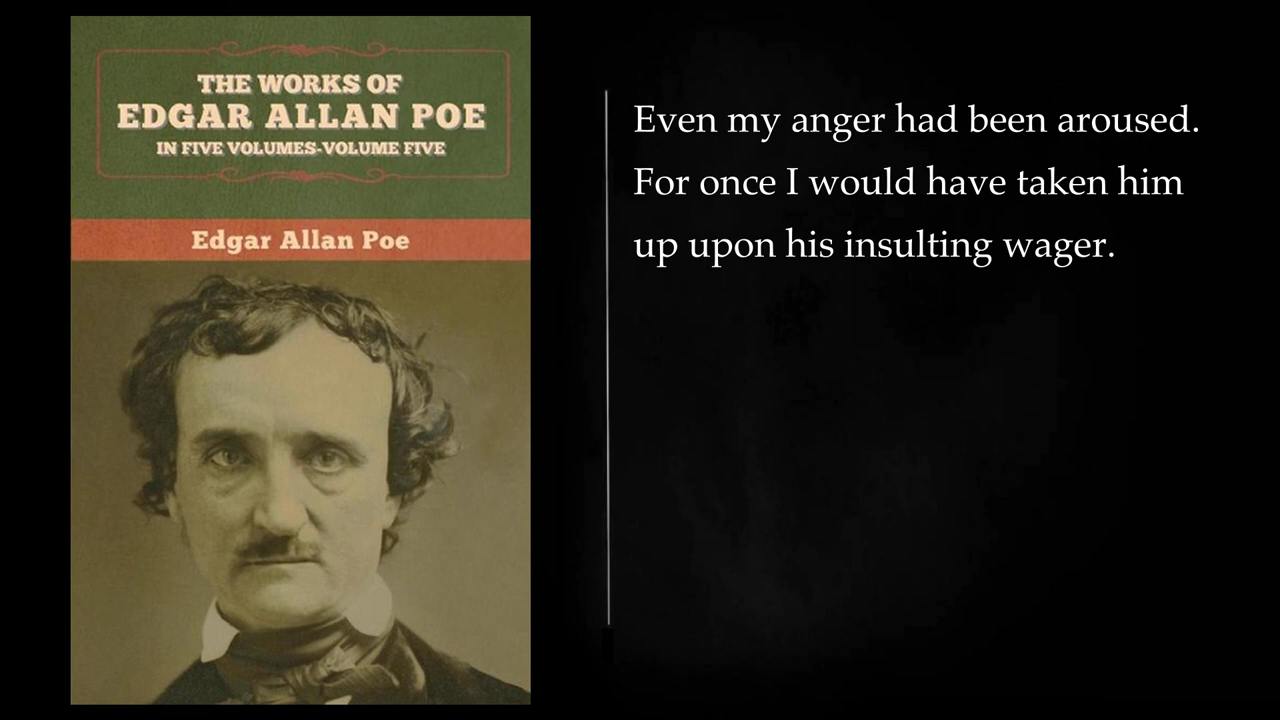 THE WORKS OF
EDGAR ALLAN POE
IN FIVE VOLUMES-VOLUME FIVE
Edgar Allan Poe
Even my anger had been aroused.
For once I would have taken him
up upon his insulting wager.